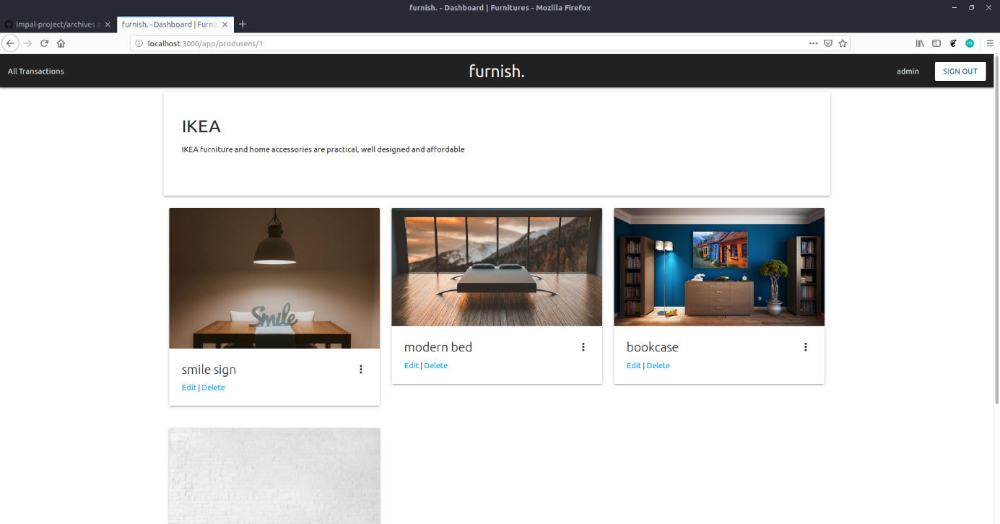 furnish. - Dashboard | Furnitures - Mozilla Firefox
impal-project/archives a
furnish. - Dashboard | Furnit
localhost:3000/app/produsens/1
m
All Transactions
furnish.
admin
SIGN OUT
IKEA
IKEA furniture and home accessories are practical, well designed and affordable
Smile
smile sign
Edit | Delete
modern bed
Edit | Delete
bookcase
Edit | Delete